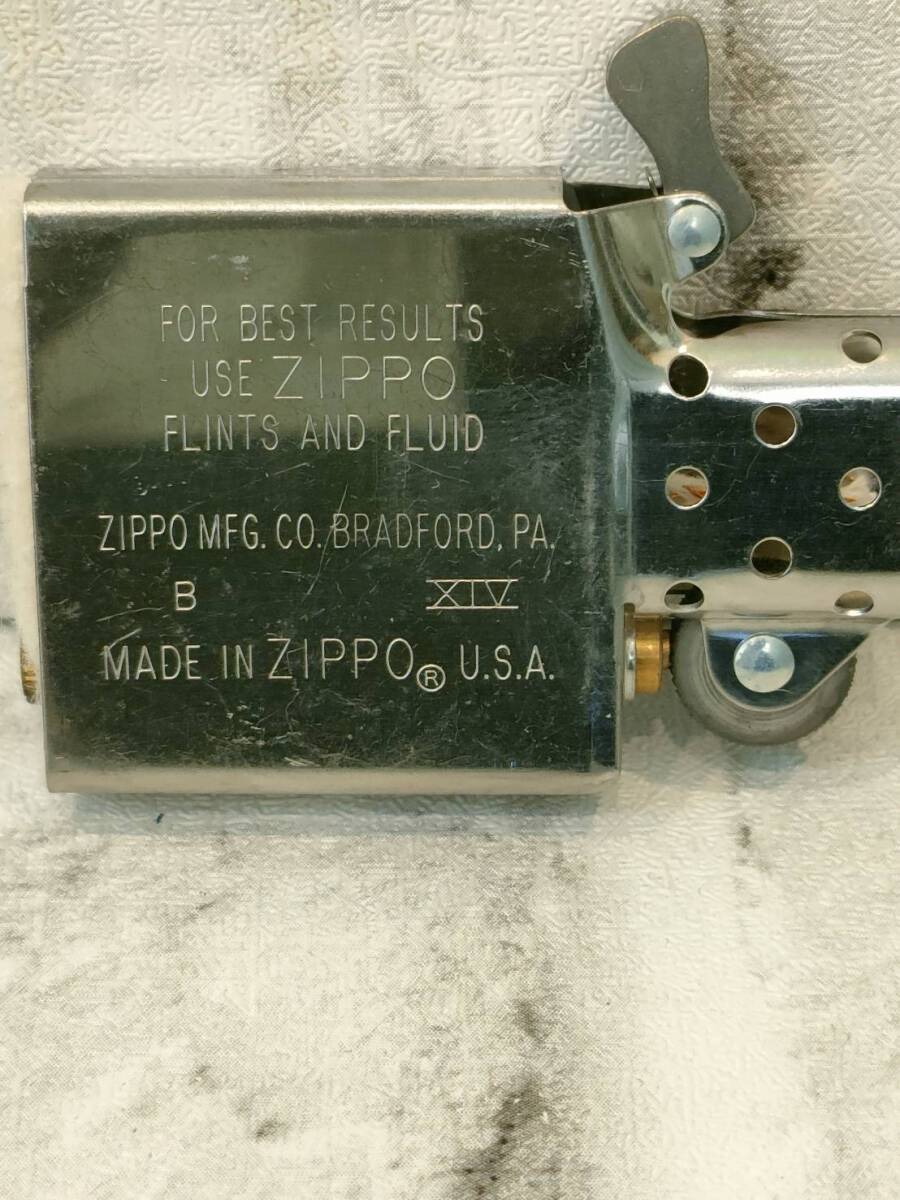 FOR BEST RESULTS
USE ZIPPO
FLINTS AND FLUID
ZIPPO MFG. CO. BRADFORD, PA.
B XIV
MADE IN ZIPPO® U.S.A.